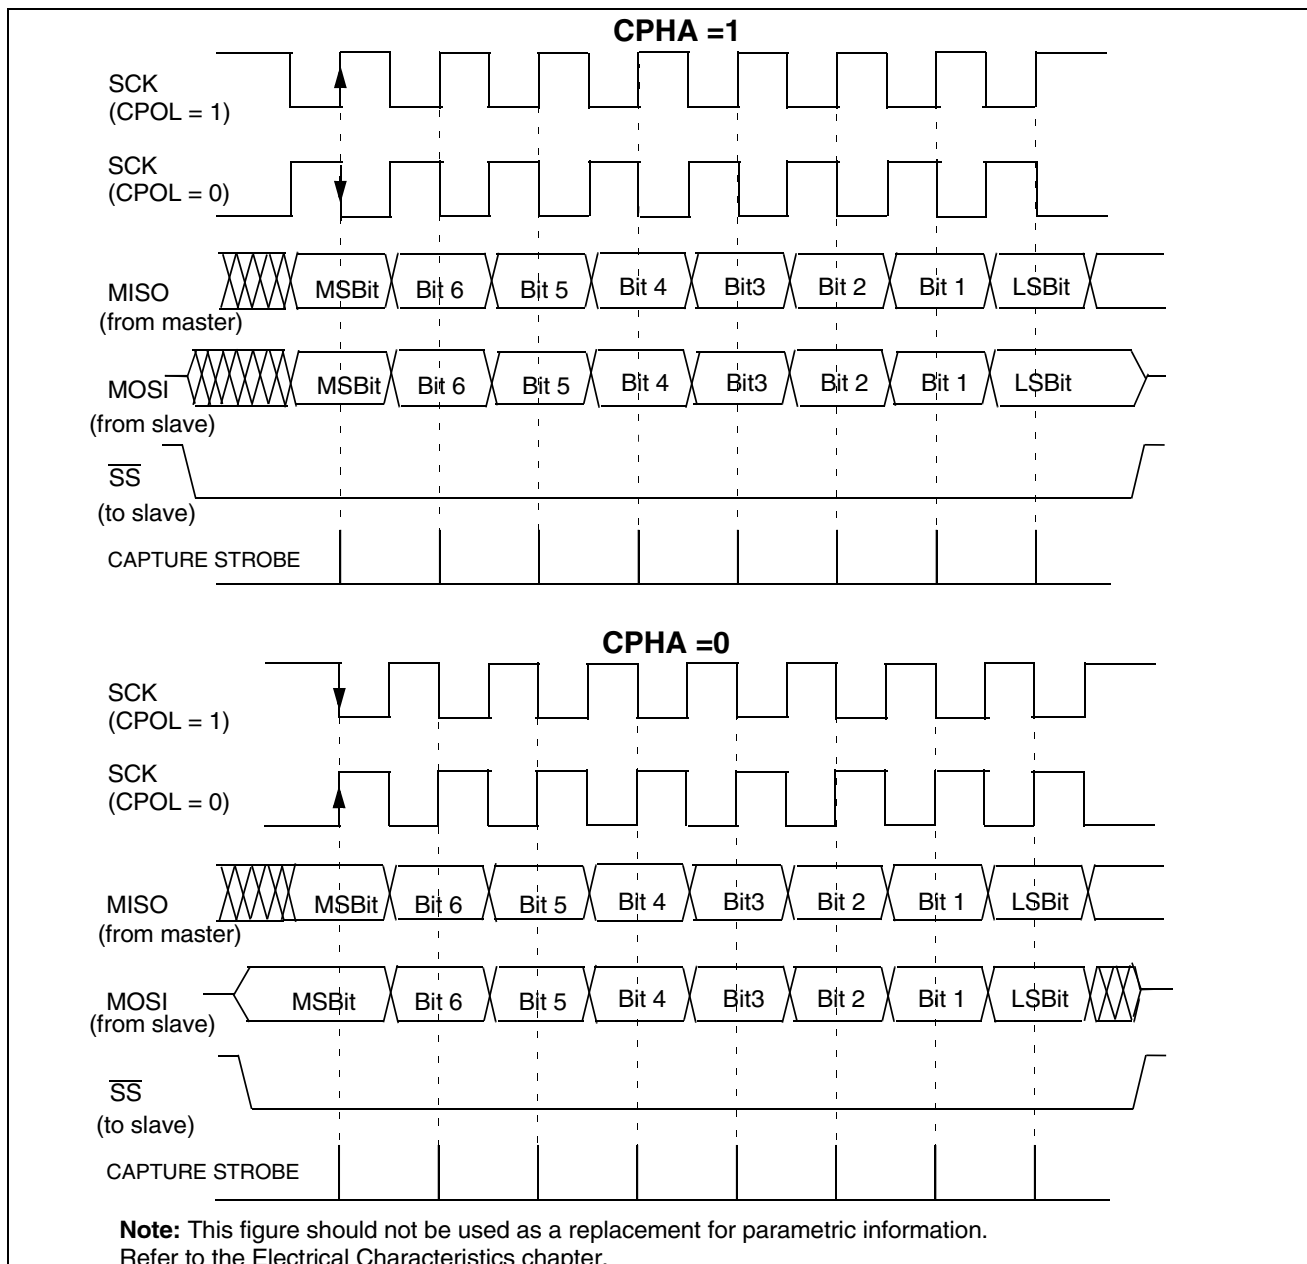 CPHA =1
SCK
(CPOL = 1)
SCK
(CPOL = 0)
MISO
(from master)
MSBit Bit 6 Bit 5 Bit 4 Bit3 Bit 2 Bit 1 LSBit
MOSI
(from slave)
MSBit Bit 6 Bit 5 Bit 4 Bit3 Bit 2 Bit 1 LSBit
SS
(to slave)
CAPTURE STROBE
CPHA =0
SCK
(CPOL = 1)
SCK
(CPOL = 0)
MISO
(from master)
MSBit Bit 6 Bit 5 Bit 4 Bit3 Bit 2 Bit 1 LSBit
MOSI
(from slave)
MSBit Bit 6 Bit 5 Bit 4 Bit3 Bit 2 Bit 1 LSBit
SS
(to slave)
CAPTURE STROBE
Note: This figure should not be used as a replacement for parametric information.
Refer to the Electrical Characteristics chapter.